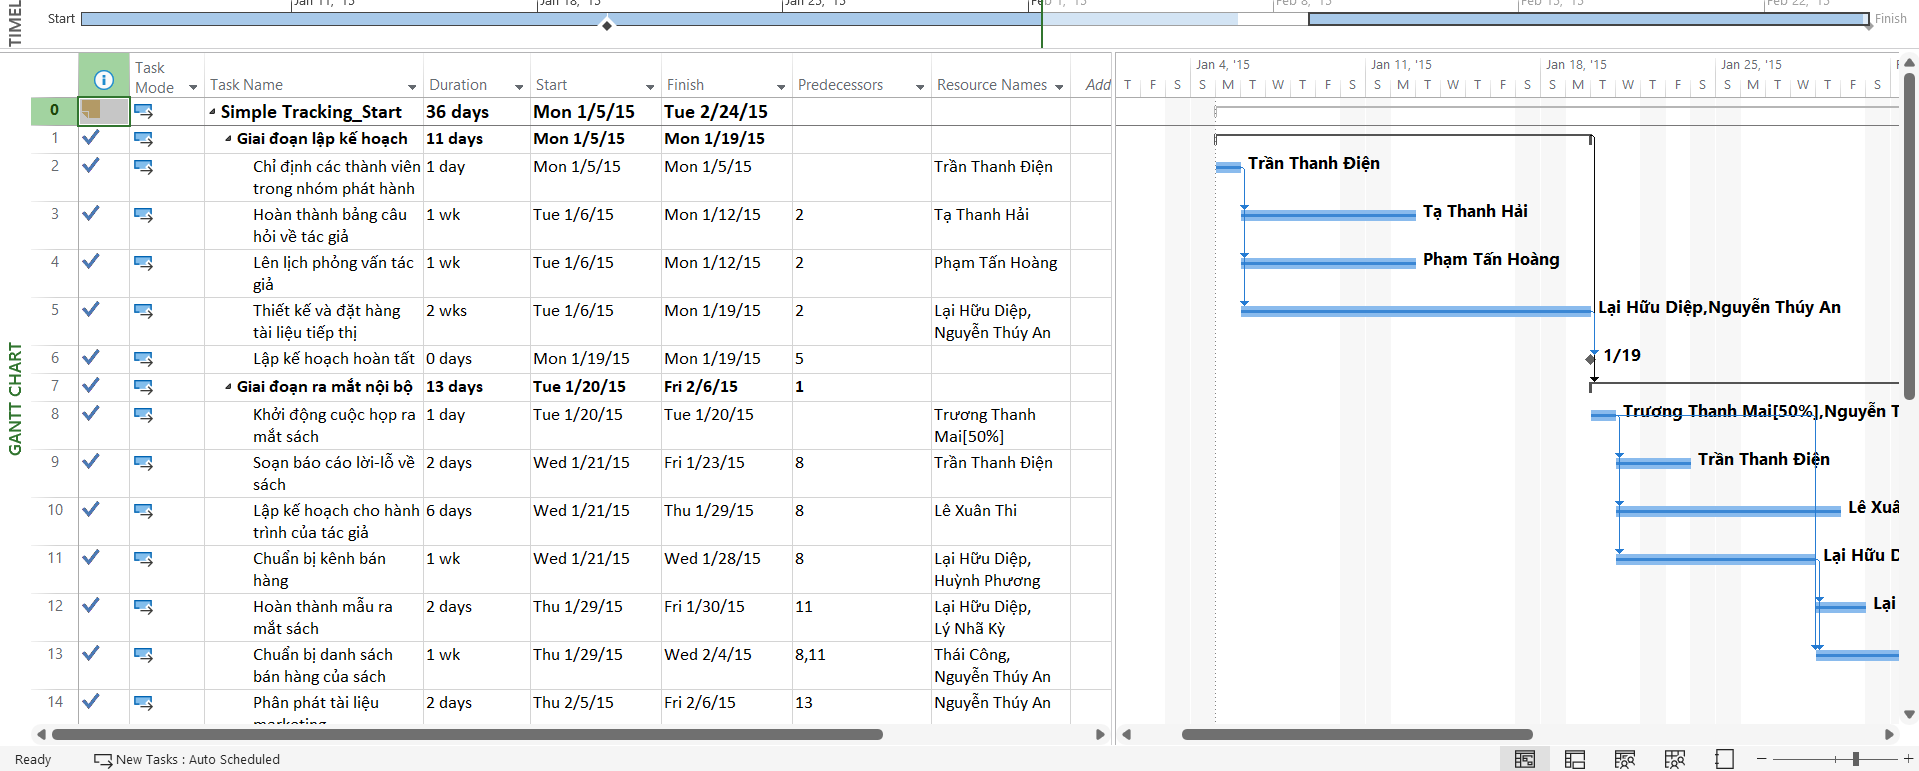 TIMEL
Start
Jan 11, '15
Jan 18, '15
Jan 25, '15
Feb 1, '15
Feb 8, '15
Feb 15, '15
Feb 22, '15
Finish
GANTT CHART
Task Mode
Task Name
Duration
Start
Finish
Predecessors
Resource Names
Add
Jan 4, '15
Jan 11, '15
Jan 18, '15
Jan 25, '15
T F S S M T W T F S S M T W T F S S M T W T F S S M T W T F S
0 Simple Tracking_Start 36 days Mon 1/5/15 Tue 2/24/15
1 Giai đoạn lập kế hoạch 11 days Mon 1/5/15 Mon 1/19/15
2 Chỉ định các thành viên 1 day Mon 1/5/15 Mon 1/5/15 Trần Thanh Điện
trong nhóm phát hành
3 Hoàn thành bảng câu 1 wk Tue 1/6/15 Mon 1/12/15 2 Tạ Thanh Hải
hỏi về tác giả
4 Lên lịch phỏng vấn tác 1 wk Tue 1/6/15 Mon 1/12/15 2 Phạm Tấn Hoàng
giả
5 Thiết kế và đặt hàng 2 wks Tue 1/6/15 Mon 1/19/15 2 Lại Hữu Diệp,
tài liệu tiếp thị Nguyễn Thúy An
6 Lập kế hoạch hoàn tất 0 days Mon 1/19/15 Mon 1/19/15 5
7 Giai đoạn ra mắt nội bộ 13 days Tue 1/20/15 Fri 2/6/15 1
8 Khởi động cuộc họp ra 1 day Tue 1/20/15 Tue 1/20/15 Trương Thanh
mắt sách Mai[50%]
9 Soạn báo cáo lời-lỗ về 2 days Wed 1/21/15 Fri 1/23/15 8 Trần Thanh Điện
sách
10 Lập kế hoạch cho hành 6 days Wed 1/21/15 Thu 1/29/15 8 Lê Xuân Thi
trình của tác giả
11 Chuẩn bị kênh bán 1 wk Wed 1/21/15 Wed 1/28/15 8 Lại Hữu Diệp,
hàng Huỳnh Phương
12 Hoàn thành mẫu ra 2 days Thu 1/29/15 Fri 1/30/15 11 Lại Hữu Diệp,
mắt sách Lý Nhã Kỳ
13 Chuẩn bị danh sách 1 wk Thu 1/29/15 Wed 2/4/15 8,11 Thái Công,
bán hàng của sách Nguyễn Thúy An
14 Phân phát tài liệu 2 days Thu 2/5/15 Fri 2/6/15 13 Nguyễn Thúy An
marketing
Trần Thanh Điện
Tạ Thanh Hải
Phạm Tấn Hoàng
Lại Hữu Diệp,Nguyễn Thúy An
1/19
Trương Thanh Mai[50%],Nguyễn T
Trần Thanh Điện
Lê Xuâ
Lại Hữu D
Lại
Ready
New Tasks : Auto Scheduled